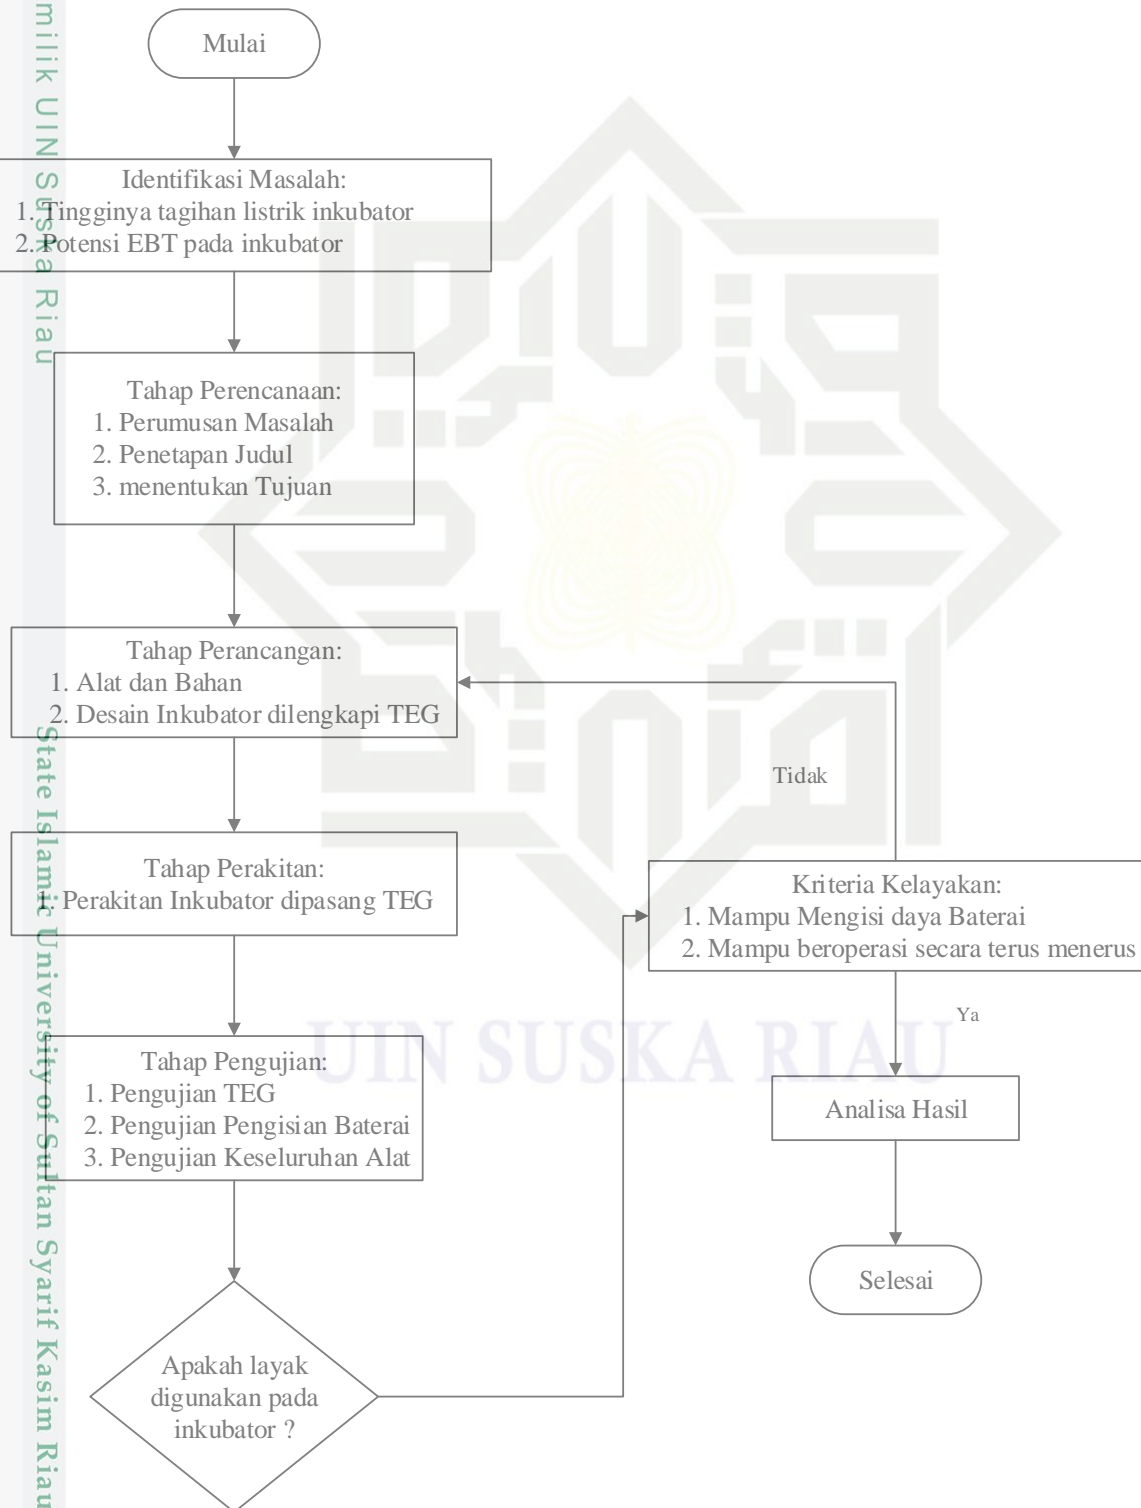 Mulai
Identifikasi Masalah:
1. Tingginya tagihan listrik inkubator
2. Potensi EBT pada inkubator
Tahap Perencanaan:
1. Perumusan Masalah
2. Penetapan Judul
3. menentukan Tujuan
Tahap Perancangan:
1. Alat dan Bahan
2. Desain Inkubator dilengkapi TEG
Tahap Perakitan:
1. Perakitan Inkubator dipasang TEG
Tahap Pengujian:
1. Pengujian TEG
2. Pengujian Pengisian Baterai
3. Pengujian Keseluruhan Alat
Apakah layak
digunakan pada
inkubator ?
Tidak
Kriteria Kelayakan:
1. Mampu Mengisi daya Baterai
2. Mampu beroperasi secara terus menerus
Ya
Analisa Hasil
Selesai
milik UIN Suska Riau
State Islamic University of Sultan Syarif Kasim Riau
UIN SUSKA RIAU